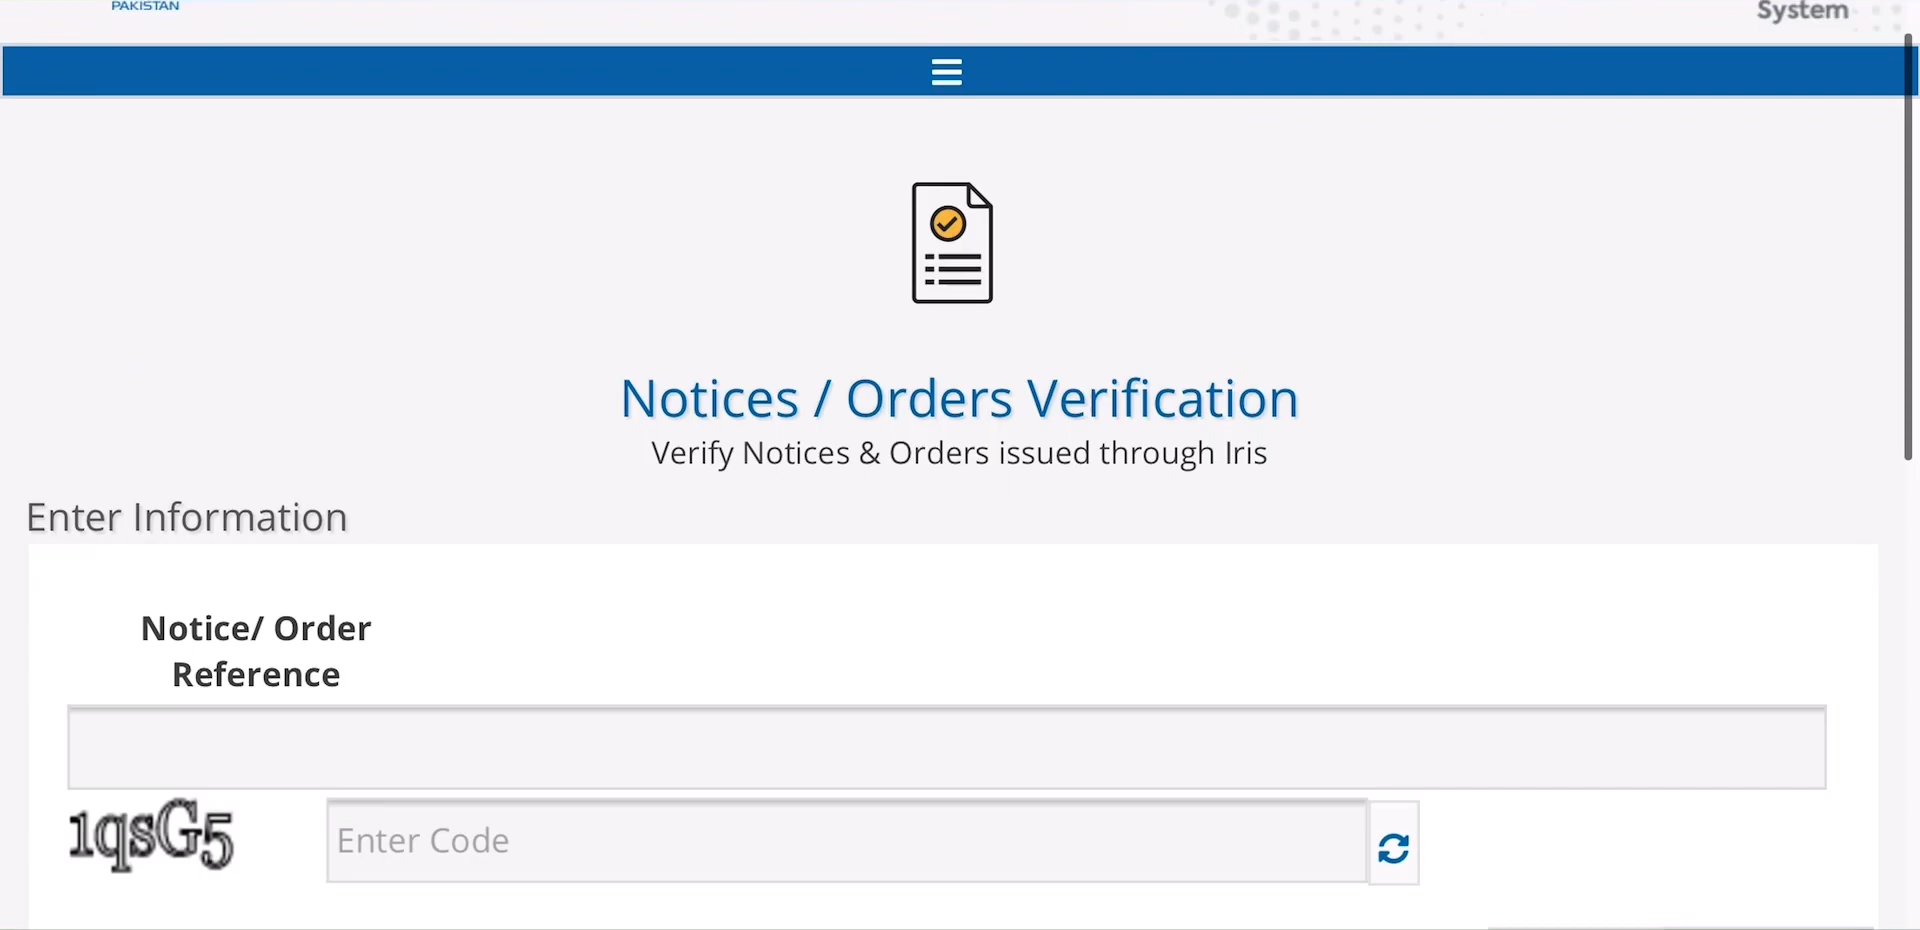 PAKISTAN
System
Notices / Orders Verification
Verify Notices & Orders issued through Iris
Enter Information
Notice/ Order
Reference
1qsG5
Enter Code